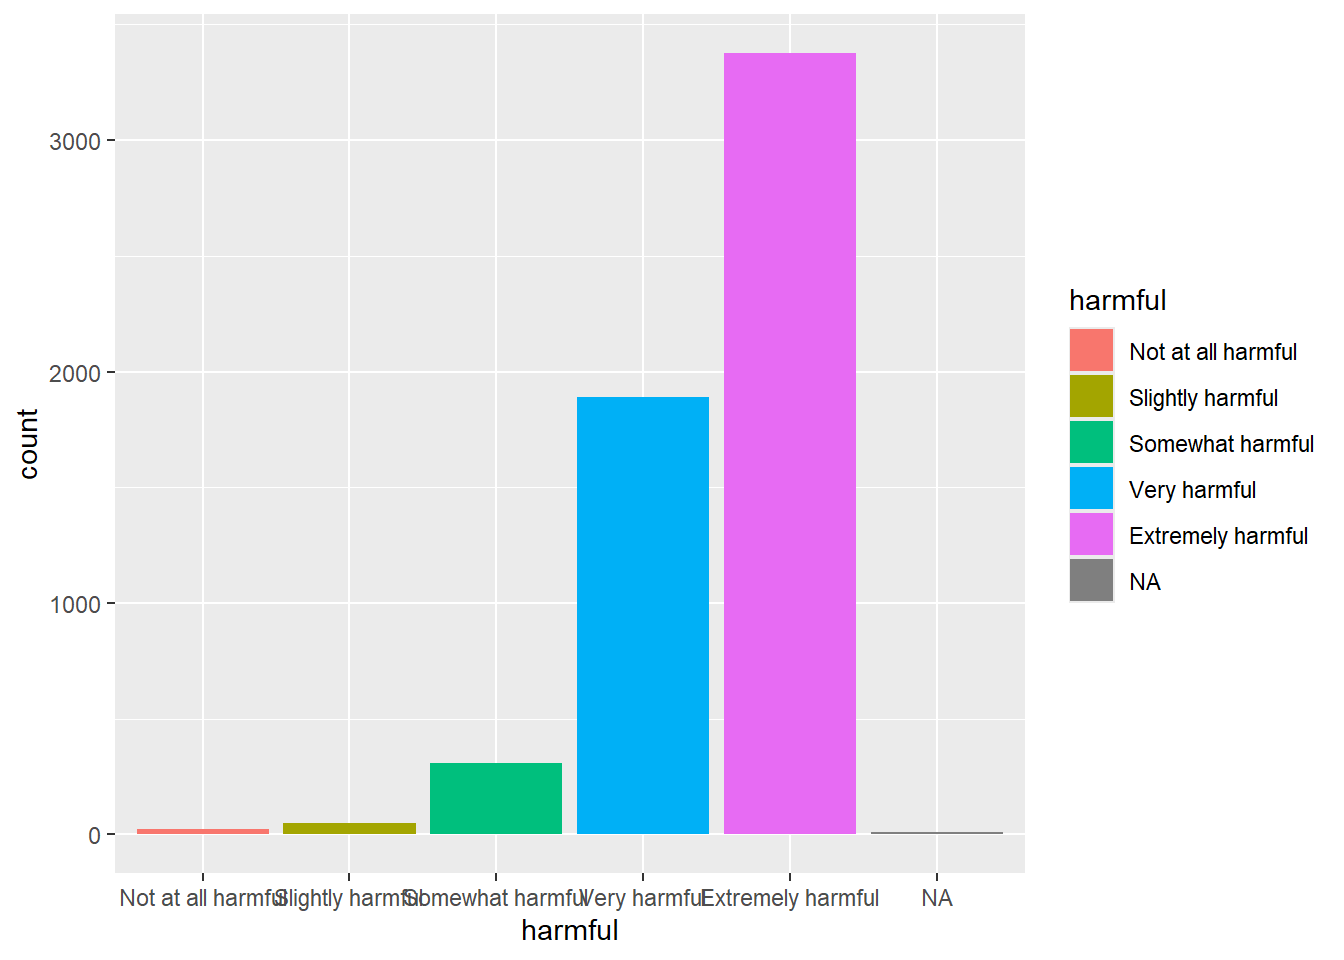 3000
2000
1000
0
count
Not at all harmful Slightly harmful Somewhat harmful Very harmful Extremely harmful NA
harmful
harmful
Not at all harmful
Slightly harmful
Somewhat harmful
Very harmful
Extremely harmful
NA